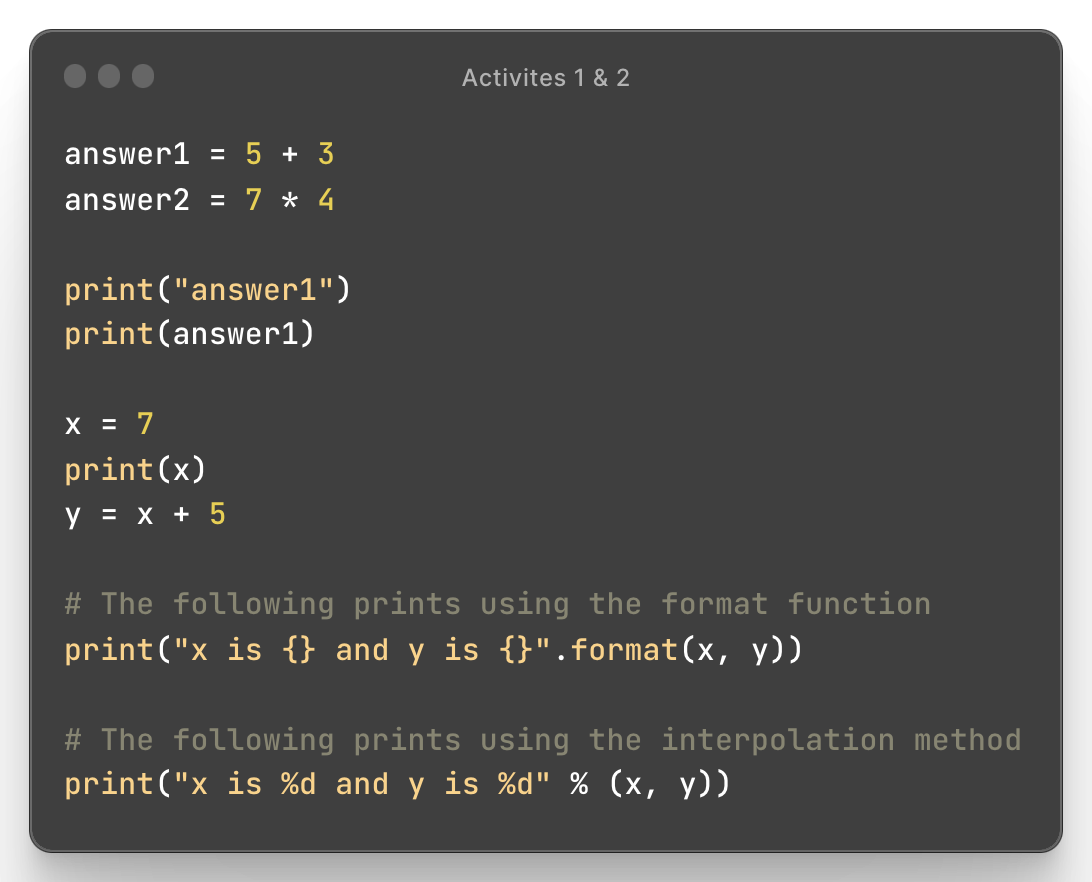 Activites 1 & 2
answer1 = 5 + 3
answer2 = 7 * 4
print("answer1")
print(answer1)
x = 7
print(x)
y = x + 5
# The following prints using the format function
print("x is {} and y is {}".format(x, y))
# The following prints using the interpolation method
print("x is %d and y is %d" % (x, y))